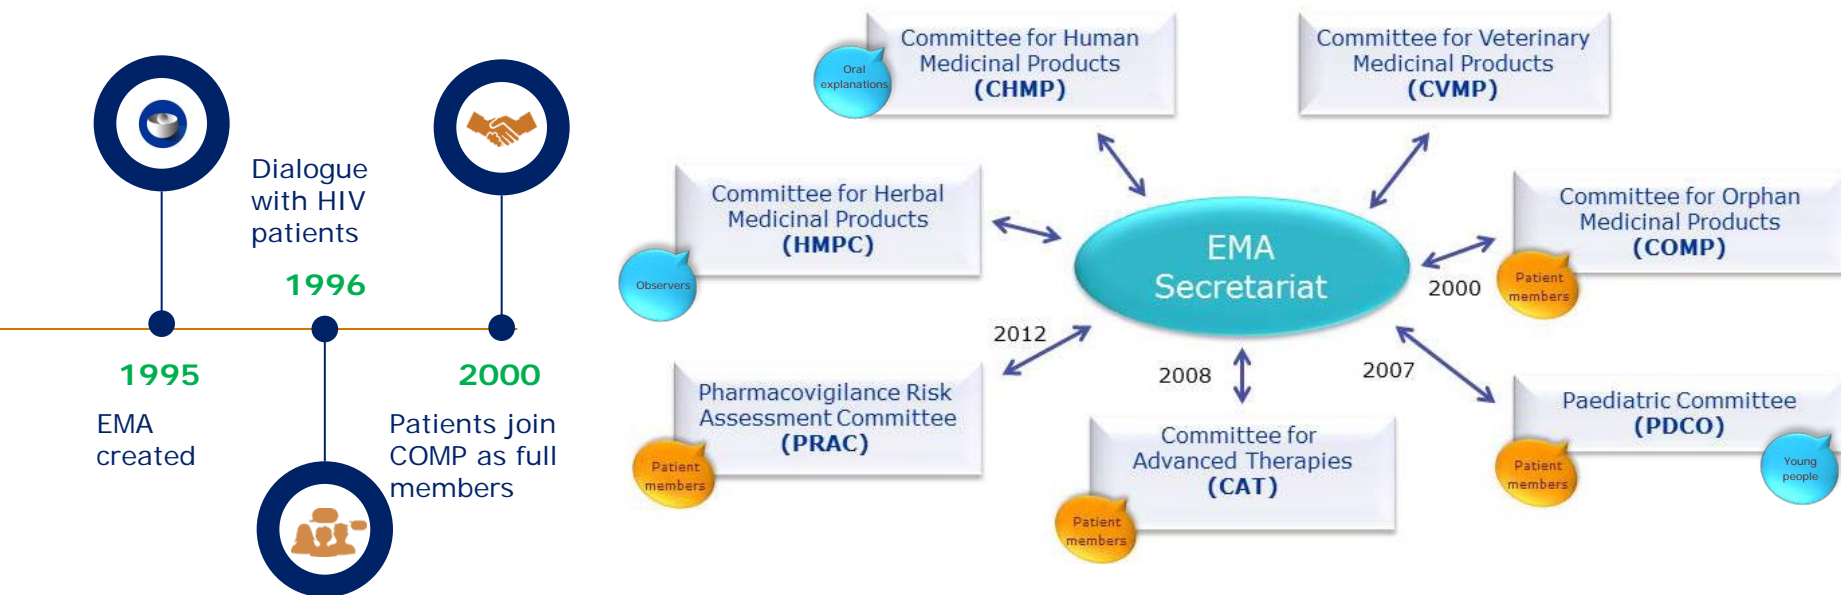 Dialogue
with HIV
patients
1996
1995
EMA
created
2000
Patients join
COMP as full
members
Committee for Human
Medicinal Products
(CHMP)
Oral
explanations
Committee for Veterinary
Medicinal Products
(CVMP)
Committee for Herbal
Medicinal Products
(HMPC)
Observers
EMA
Secretariat
Committee for Orphan
Medicinal Products
(COMP)
Patient
members
2000
2012
2008
2007
Pharmacovigilance Risk
Assessment Committee
(PRAC)
Patient
members
Committee for
Advanced Therapies
(CAT)
Patient
members
Paediatric Committee
(PDCO)
Patient
members
Young
people